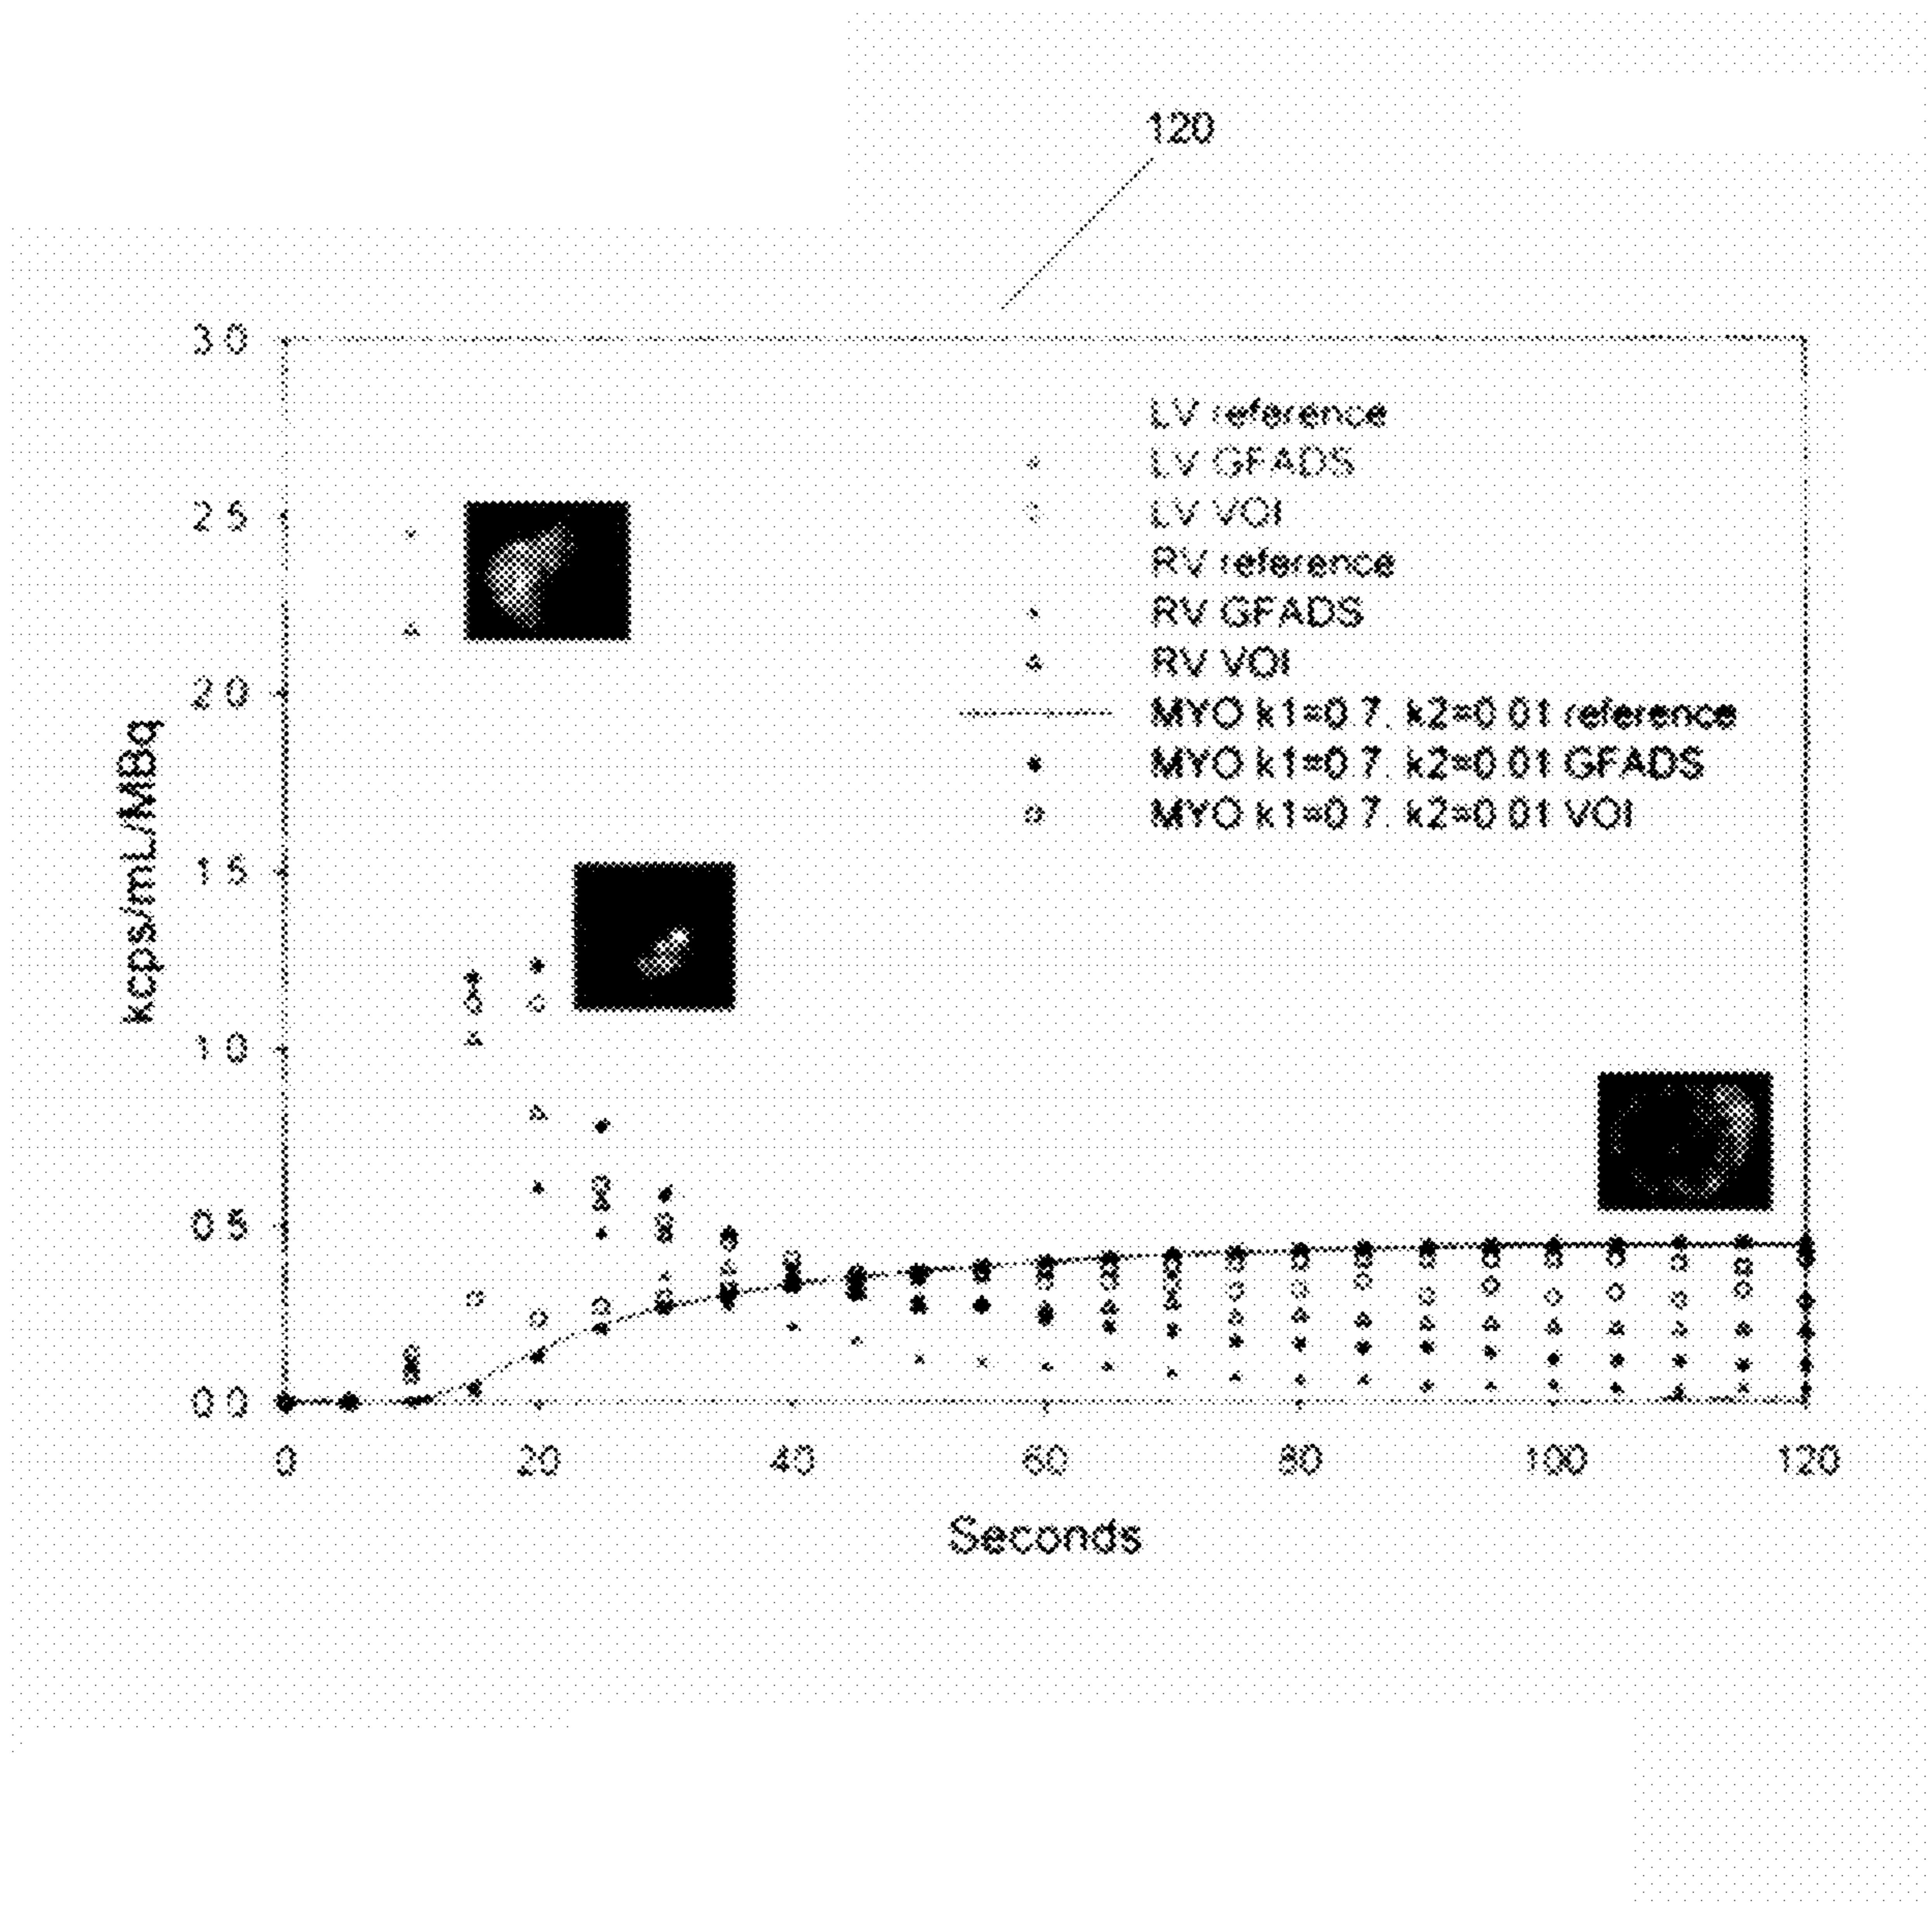 120
3 0
2 5
2 0
1 5
1 0
0 5
0 0
kcps/mL/MBq
LV reference
LV GFADS
LV VOI
RV reference
RV GFADS
RV VOI
MYO k1=0 7. k2=0 01 reference
MYO k1=0 7. k2=0 01 GFADS
MYO k1=0 7. k2=0 01 VOI
0 20 40 60 80 100 120
Seconds